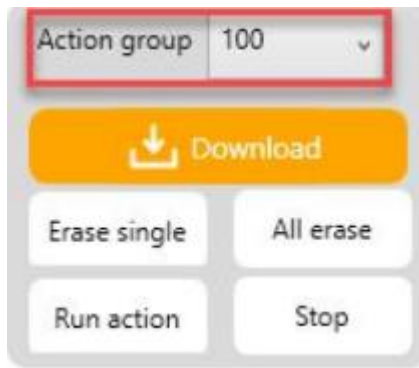 Action group 100
Download
Erase single All erase
Run action Stop